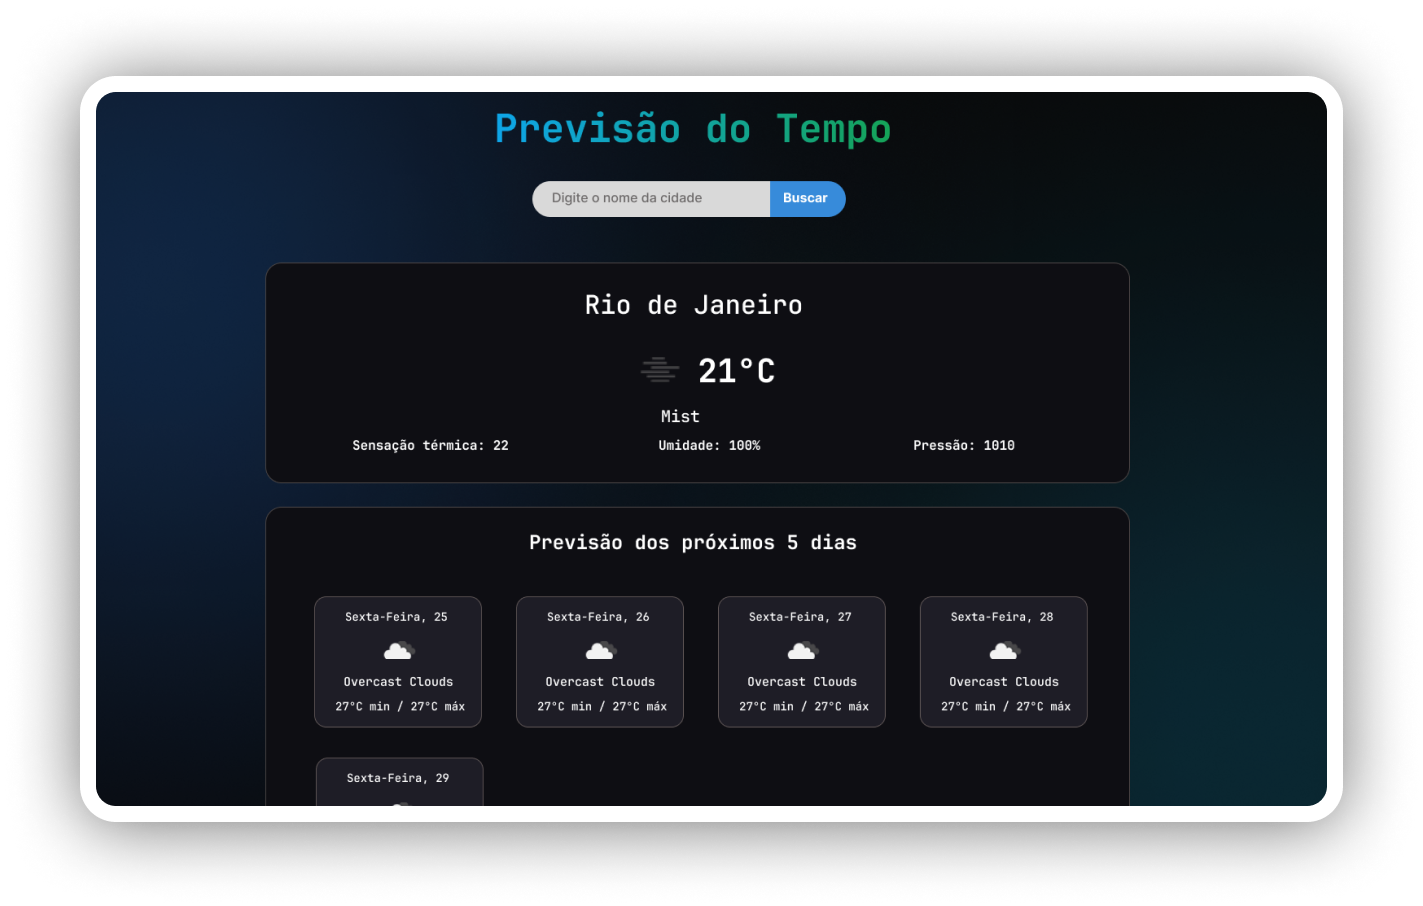 Previsão do Tempo
Digite o nome da cidade
Buscar
Rio de Janeiro
21°C
Mist
Sensação térmica: 22
Umidade: 100%
Pressão: 1010
Previsão dos próximos 5 dias
Sexta-Feira, 25
Overcast Clouds
27°C min / 27°C máx
Sexta-Feira, 26
Overcast Clouds
27°C min / 27°C máx
Sexta-Feira, 27
Overcast Clouds
27°C min / 27°C máx
Sexta-Feira, 28
Overcast Clouds
27°C min / 27°C máx
Sexta-Feira, 29